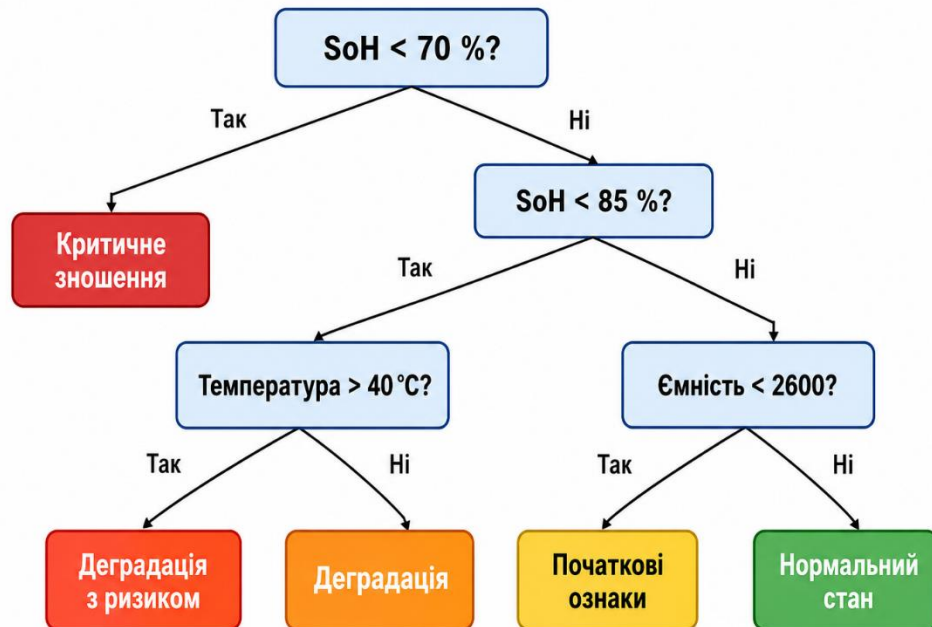 SoH < 70 %?
Так
Ні
SoH < 85 %?
Критичне
зношення
Так
Ні
Температура > 40 °C?
Ємність < 2600?
Так
Ні
Так
Ні
Деградація
з ризиком
Деградація
Початкові
ознаки
Нормальний
стан